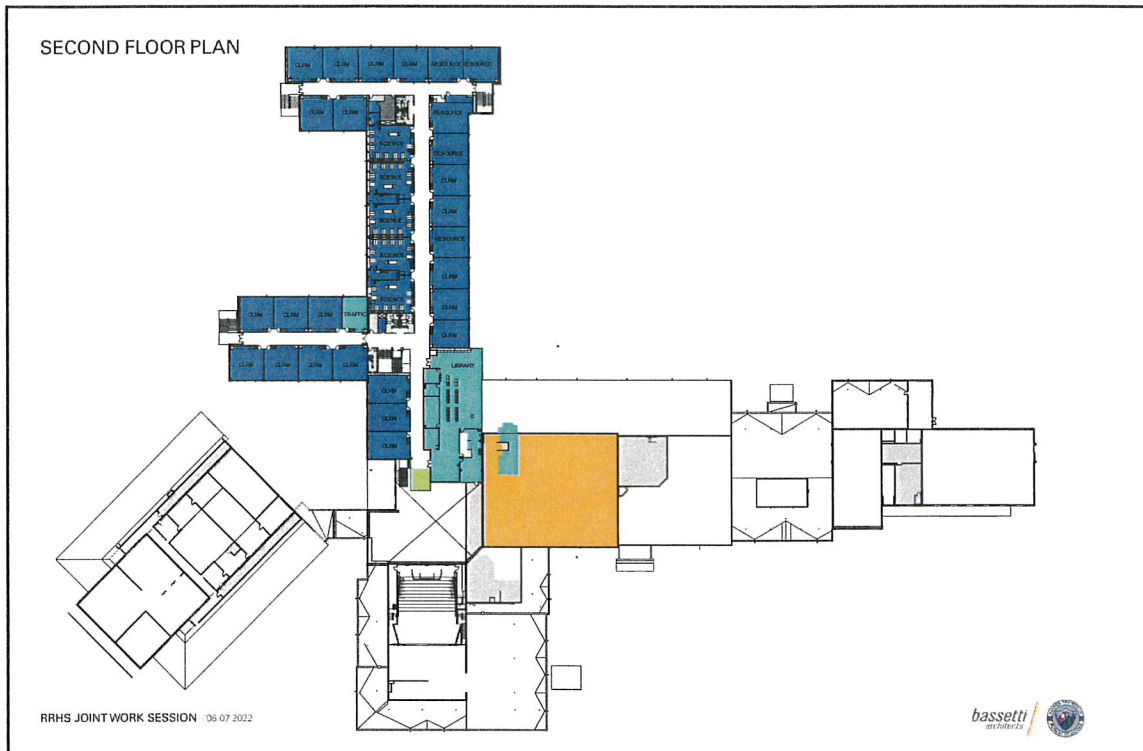 SECOND FLOOR PLAN
CLRM CLRM CLRM CLRM RESOURCE RESOURCE
CLRM CLRM RESOURCE
SCIENCE
RESOURCE
SCIENCE CLRM
SCIENCE CLRM
RESOURCE
SCIENCE
CLRM
SCIENCE CLRM
CLRM CLRM CLRM TRAFFIC
CLRM
CLRM CLRM CLRM CLRM
LIBRARY
CLRM
CLRM
CLRM
RRHS JOINT WORK SESSION 06 07 2022
bassetti
architects